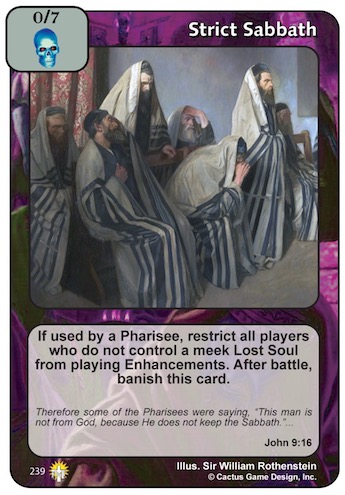 0/7
Strict Sabbath
If used by a Pharisee, restrict all players
who do not control a meek Lost Soul
from playing Enhancements. After battle,
banish this card.
Therefore some of the Pharisees were saying, “This man is
not from God, because He does not keep the Sabbath.”...
John 9:16
239
Illus. Sir William Rothenstein
© Cactus Game Design, Inc.